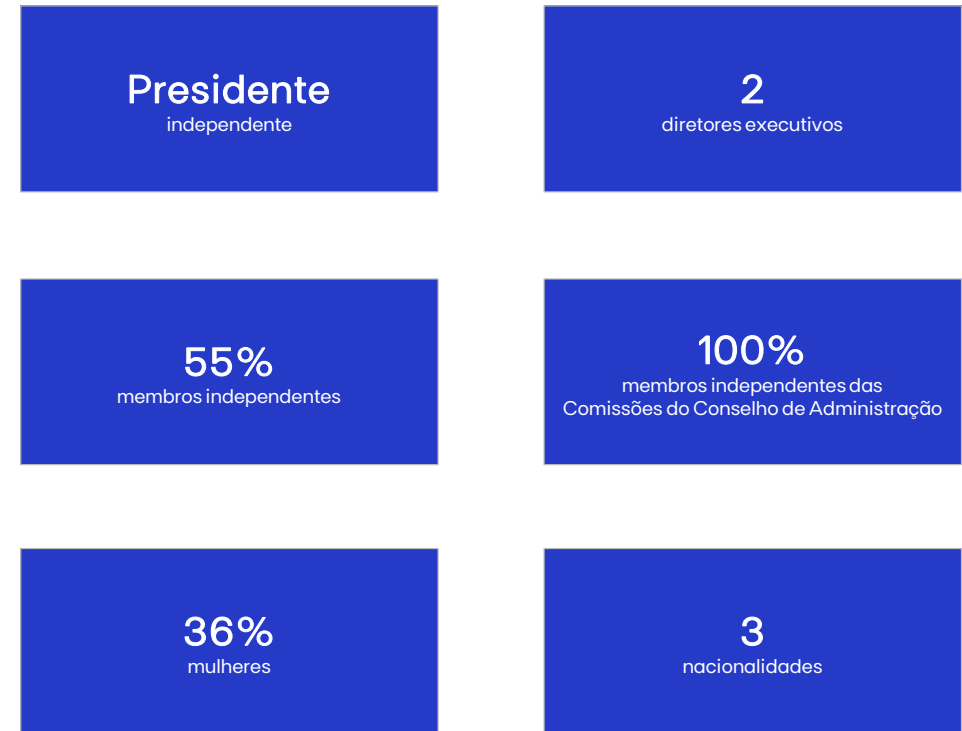 Presidente
independente
2
diretores executivos
55%
membros independentes
100%
membros independentes das
Comissões do Conselho de Administração
36%
mulheres
3
nacionalidades